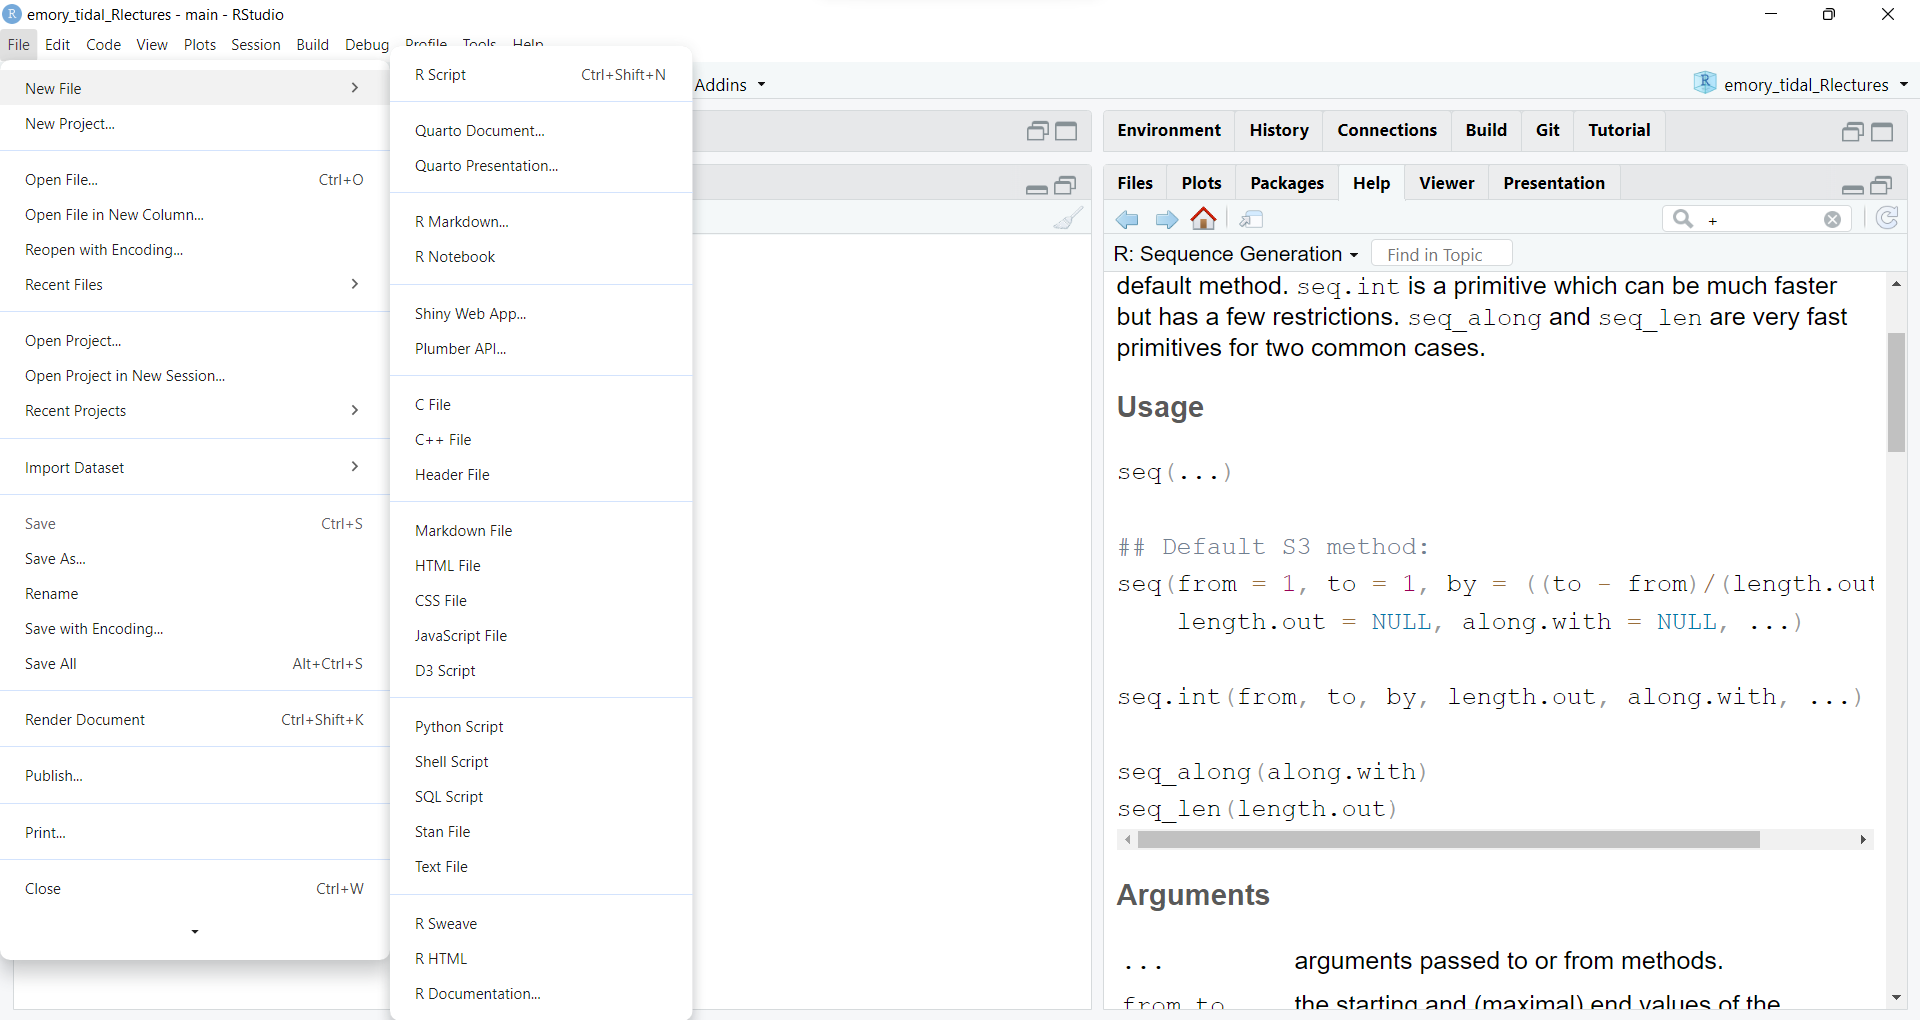 emory_tidal_Rlectures - main - RStudio
File Edit Code View Plots Session Build Debug Profile Tools Help
New File
New Project...
Open File... Ctrl+O
Open File in New Column...
Reopen with Encoding...
Recent Files
Open Project...
Open Project in New Session...
Recent Projects
Import Dataset
Save Ctrl+S
Save As...
Rename
Save with Encoding...
Save All Alt+Ctrl+S
Render Document Ctrl+Shift+K
Publish...
Print...
Close Ctrl+W
R Script Ctrl+Shift+N
Quarto Document...
Quarto Presentation...
R Markdown...
R Notebook
Shiny Web App...
Plumber API...
C File
C++ File
Header File
Markdown File
HTML File
CSS File
JavaScript File
D3 Script
Python Script
Shell Script
SQL Script
Stan File
Text File
R Sweave
R HTML
R Documentation...
Addins
emory_tidal_Rlectures
Environment History Connections Build Git Tutorial
Files Plots Packages Help Viewer Presentation
+
R: Sequence Generation Find in Topic
default method. seq.int is a primitive which can be much faster
but has a few restrictions. seq_along and seq_len are very fast
primitives for two common cases.
Usage
seq(...)
## Default S3 method:
seq(from = 1, to = 1, by = ((to - from)/(length.out
length.out = NULL, along.with = NULL, ...)
seq.int(from, to, by, length.out, along.with, ...)
seq_along(along.with)
seq_len(length.out)
Arguments
... arguments passed to or from methods.
from, to the starting and (maximal) end values of the